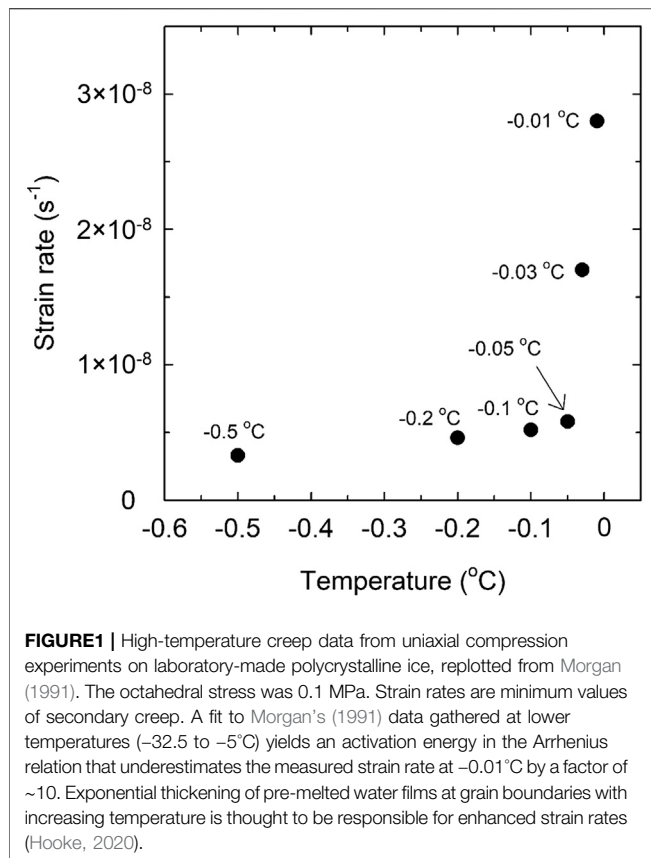 3×10⁻⁸
2×10⁻⁸
1×10⁻⁸
0
Strain rate (s⁻¹)
-0.01 °C
-0.03 °C
-0.05 °C
-0.1 °C
-0.2 °C
-0.5 °C
-0.6 -0.5 -0.4 -0.3 -0.2 -0.1 0
Temperature (°C)
FIGURE1 | High-temperature creep data from uniaxial compression
experiments on laboratory-made polycrystalline ice, replotted from Morgan
(1991). The octahedral stress was 0.1 MPa. Strain rates are minimum values
of secondary creep. A fit to Morgan’s (1991) data gathered at lower
temperatures (−32.5 to −5°C) yields an activation energy in the Arrhenius
relation that underestimates the measured strain rate at −0.01°C by a factor of
~10. Exponential thickening of pre-melted water films at grain boundaries with
increasing temperature is thought to be responsible for enhanced strain rates
(Hooke, 2020).